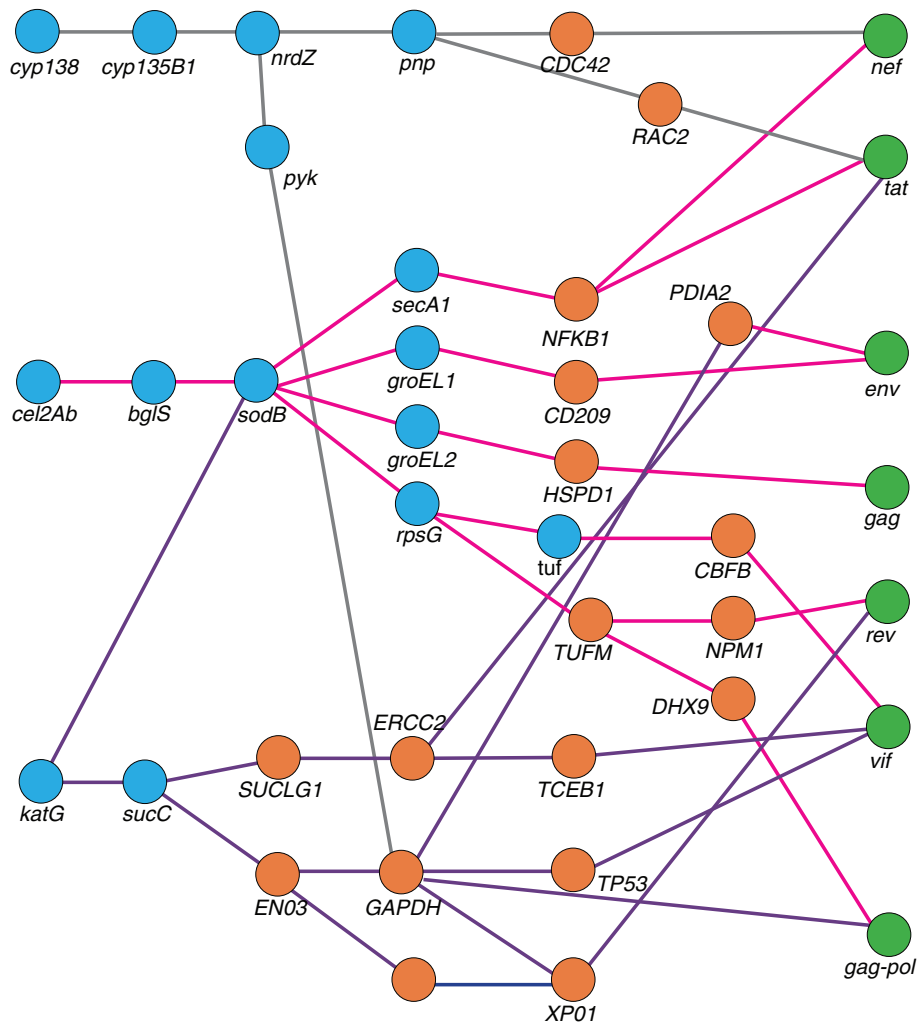 cyp138
cyp135B1
nrdZ
pnp
CDC42
nef
RAC2
pyk
tat
secA1
NFKB1
PDIA2
cel2Ab
bglS
sodB
groEL1
CD209
env
groEL2
HSPD1
gag
rpsG
tuf
CBFB
TUFM
NPM1
rev
DHX9
ERCC2
katG
sucC
SUCLG1
TCEB1
vif
EN03
GAPDH
TP53
gag-pol
XP01